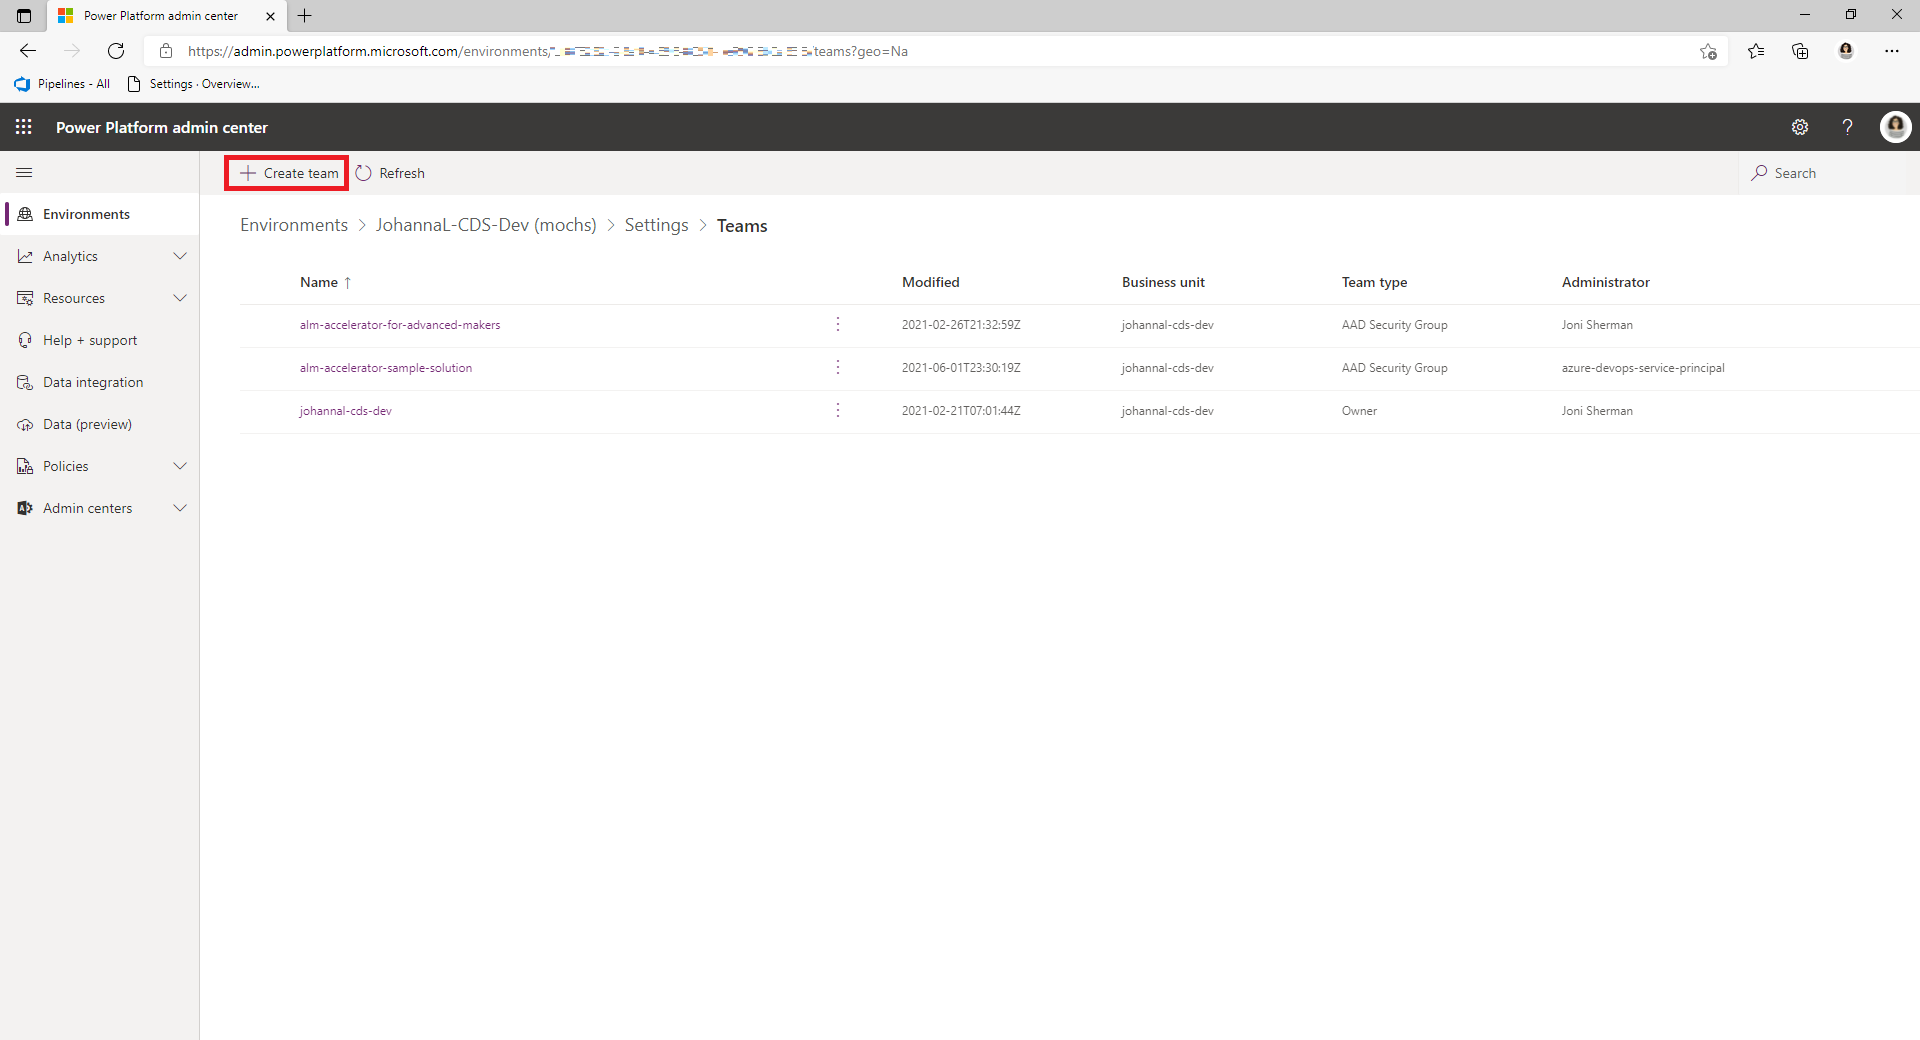 Power Platform admin center
https://admin.powerplatform.microsoft.com/environments/ teams?geo=Na
Pipelines - All
Settings · Overview...
Power Platform admin center
Create team
Refresh
Search
Environments
Analytics
Resources
Help + support
Data integration
Data (preview)
Policies
Admin centers
Environments > JohannaL-CDS-Dev (mochs) > Settings > Teams
Name ↑ Modified Business unit Team type Administrator
alm-accelerator-for-advanced-makers 2021-02-26T21:32:59Z johannal-cds-dev AAD Security Group Joni Sherman
alm-accelerator-sample-solution 2021-06-01T23:30:19Z johannal-cds-dev AAD Security Group azure-devops-service-principal
johannal-cds-dev 2021-02-21T07:01:44Z johannal-cds-dev Owner Joni Sherman